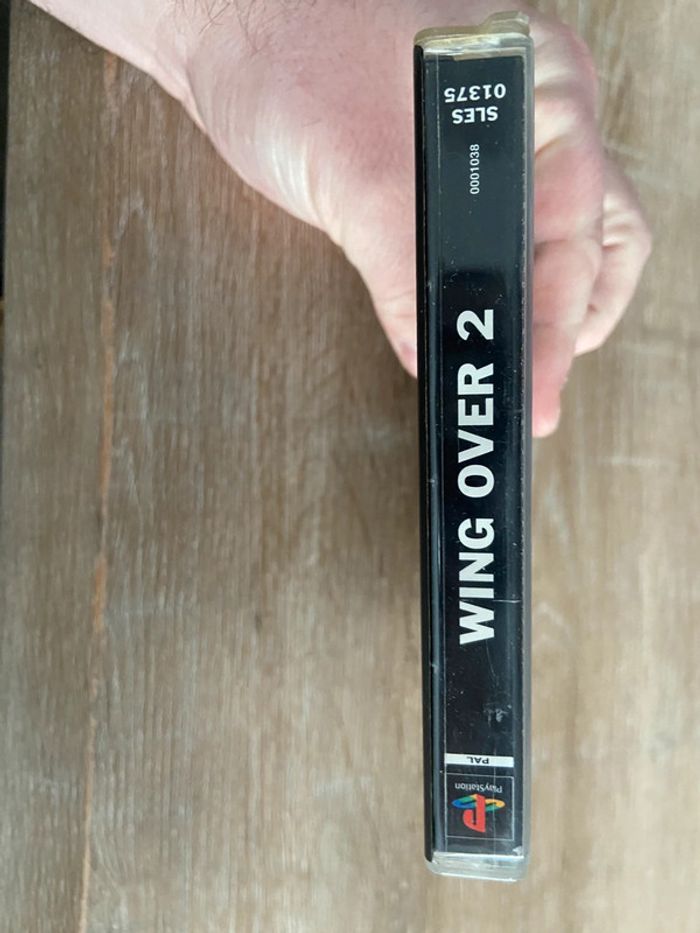 SLES
01375
0001038
WING OVER 2
PAL
PlayStation